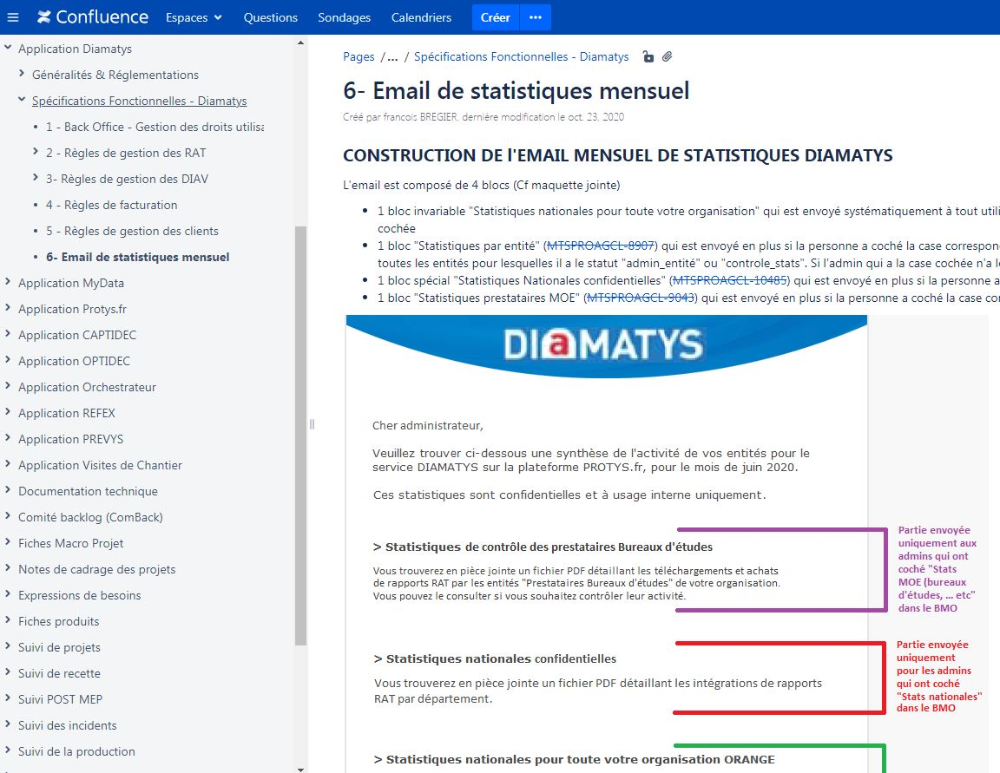 Confluence Espaces Questions Sondages Calendriers Créer ...
Application Diamatys
Généralités & Réglementations
Spécifications Fonctionnelles - Diamatys
1 - Back Office - Gestion des droits utilisa
2 - Règles de gestion des RAT
3- Règles de gestion des DIAV
4 - Règles de facturation
5 - Règles de gestion des clients
6- Email de statistiques mensuel
Application MyData
Application Protys.fr
Application CAPTIDEC
Application OPTIDEC
Application Orchestrateur
Application REFEX
Application PREVYS
Application Visites de Chantier
Documentation technique
Comité backlog (ComBack)
Fiches Macro Projet
Notes de cadrage des projets
Expressions de besoins
Fiches produits
Suivi de projets
Suivi de recette
Suivi POST MEP
Suivi des incidents
Suivi de la production
Pages /... / Spécifications Fonctionnelles - Diamatys
6- Email de statistiques mensuel
Créé par francois BREGIER, dernière modification le oct. 23, 2020
CONSTRUCTION DE l'EMAIL MENSUEL DE STATISTIQUES DIAMATYS
L'email est composé de 4 blocs (Cf maquette jointe)
1 bloc invariable "Statistiques nationales pour toute votre organisation" qui est envoyé systématiquement à tout utili
cochée
1 bloc "Statistiques par entité" (MTSPROAGCL-8907) qui est envoyé en plus si la personne a coché la case correspon
toutes les entités pour lesquelles il a le statut "admin_entité" ou "controle_stats". Si l'admin qui a la case cochée n'a l
1 bloc spécial "Statistiques Nationales confidentielles" (MTSPROAGCL-10485) qui est envoyé en plus si la personne a
1 bloc "Statistiques prestataires MOE" (MTSPROAGCL-9043) qui est envoyé en plus si la personne a coché la case cor
DIaMATYS
Cher administrateur,
Veuillez trouver ci-dessous une synthèse de l'activité de vos entités pour le
service DIAMATYS sur la plateforme PROTYS.fr, pour le mois de juin 2020.
Ces statistiques sont confidentielles et à usage interne uniquement.
> Statistiques de contrôle des prestataires Bureaux d'études
Vous trouverez en pièce jointe un fichier PDF détaillant les téléchargements et achats
de rapports RAT par les entités "Prestataires Bureaux d'études" de votre organisation.
Vous pouvez le consulter si vous souhaitez contrôler leur activité.
Partie envoyée
uniquement aux
admins qui ont
coché "Stats
MOE (bureaux
d'études, ... etc"
dans le BMO
> Statistiques nationales confidentielles
Vous trouverez en pièce jointe un fichier PDF détaillant les intégrations de rapports
RAT par département.
Partie envoyée
uniquement
pour les admins
qui ont coché
"Stats nationales"
dans le BMO
> Statistiques nationales pour toute votre organisation ORANGE